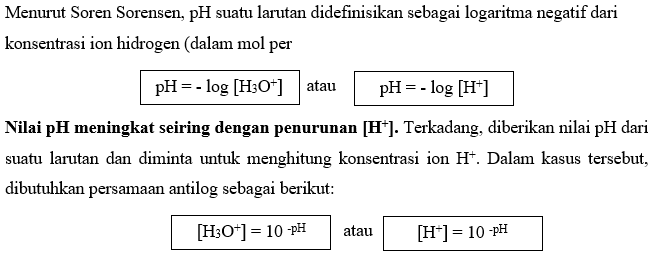 Menurut Soren Sorensen, pH suatu larutan didefinisikan sebagai logaritma negatif dari
konsentrasi ion hidrogen (dalam mol per
pH = - log [H₃O⁺] atau pH = - log [H⁺]
Nilai pH meningkat seiring dengan penurunan [H⁺]. Terkadang, diberikan nilai pH dari
suatu larutan dan diminta untuk menghitung konsentrasi ion H⁺. Dalam kasus tersebut,
dibutuhkan persamaan antilog sebagai berikut:
[H₃O⁺] = 10 ⁻ᵖᴴ atau [H⁺] = 10 ⁻ᵖᴴ